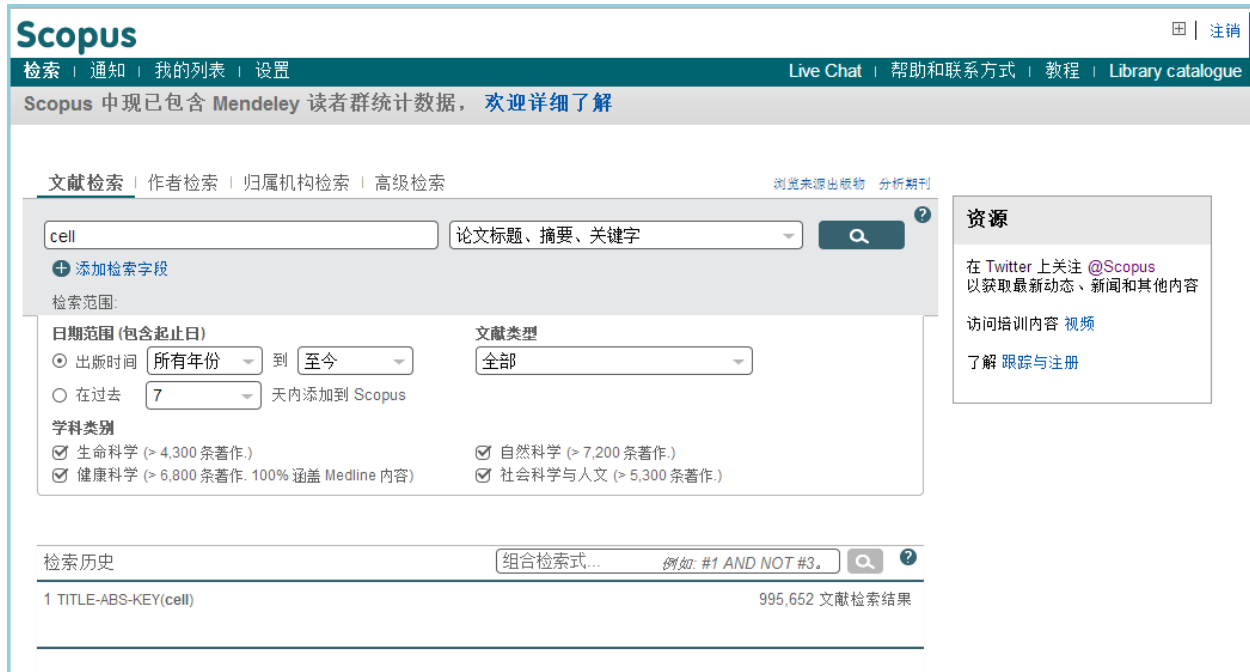 Scopus
注销
检索 | 通知 | 我的列表 | 设置
Live Chat | 帮助和联系方式 | 教程 | Library catalogue
Scopus 中现已包含 Mendeley 读者群统计数据， 欢迎详细了解
文献检索 | 作者检索 | 归属机构检索 | 高级检索
浏览来源出版物 分析期刊
cell
论文标题、摘要、关键字
?
添加检索字段
检索范围:
日期范围 (包含起止日)
文献类型
出版时间 所有年份 到 至今
全部
在过去 7 天内添加到 Scopus
学科类别
生命科学 (> 4,300 条著作.)
自然科学 (> 7,200 条著作.)
健康科学 (> 6,800 条著作. 100% 涵盖 Medline 内容)
社会科学与人文 (> 5,300 条著作.)
资源
在 Twitter 上关注 @Scopus
以获取最新动态、新闻和其他内容
访问培训内容 视频
了解 跟踪与注册
检索历史
组合检索式... 例如: #1 AND NOT #3。
?
1 TITLE-ABS-KEY(cell)
995,652 文献检索结果